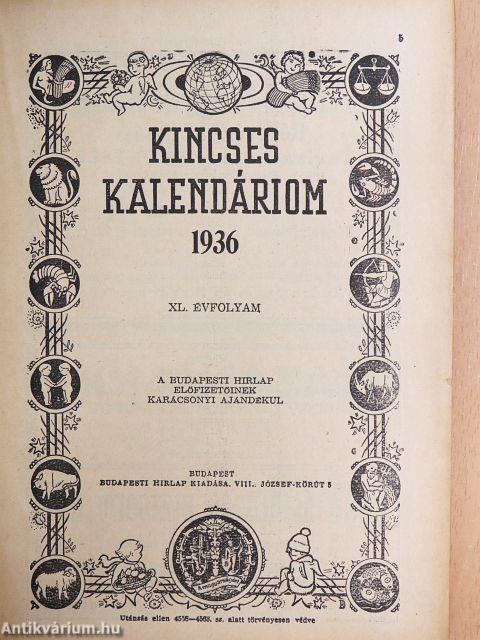 5
KINCSES
KALENDÁRIOM
1936
XL. ÉVFOLYAM
A BUDAPESTI HIRLAP
ELŐFIZETŐINEK
KARÁCSONYI AJÁNDÉKUL
BUDAPEST
BUDAPESTI HIRLAP KIADÁSA, VIII., JÓZSEF-KÖRÚT 5
Utánzás ellen 4558—4563. sz. alatt törvényesen védve
Antikvárium.hu